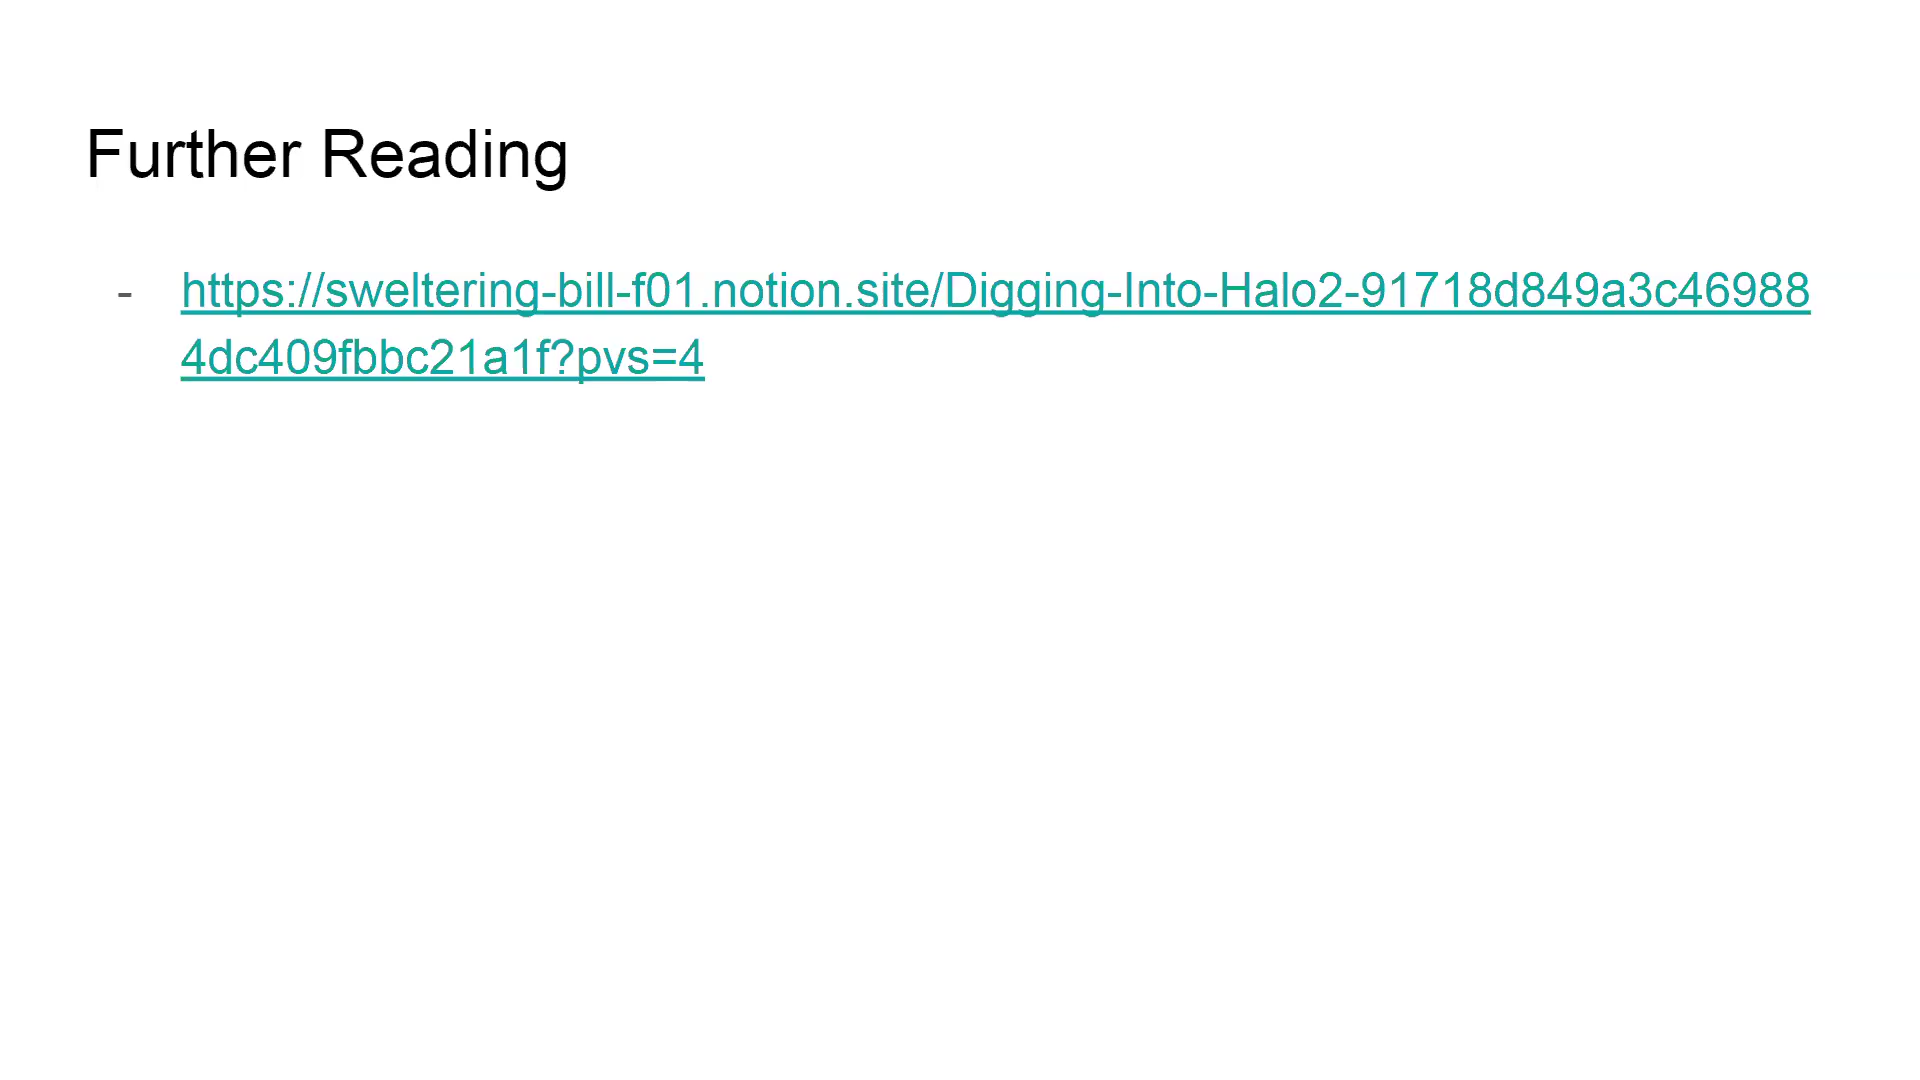 Further Reading
- https://sweltering-bill-f01.notion.site/Digging-Into-Halo2-91718d849a3c46988
4dc409fbbc21a1f?pvs=4